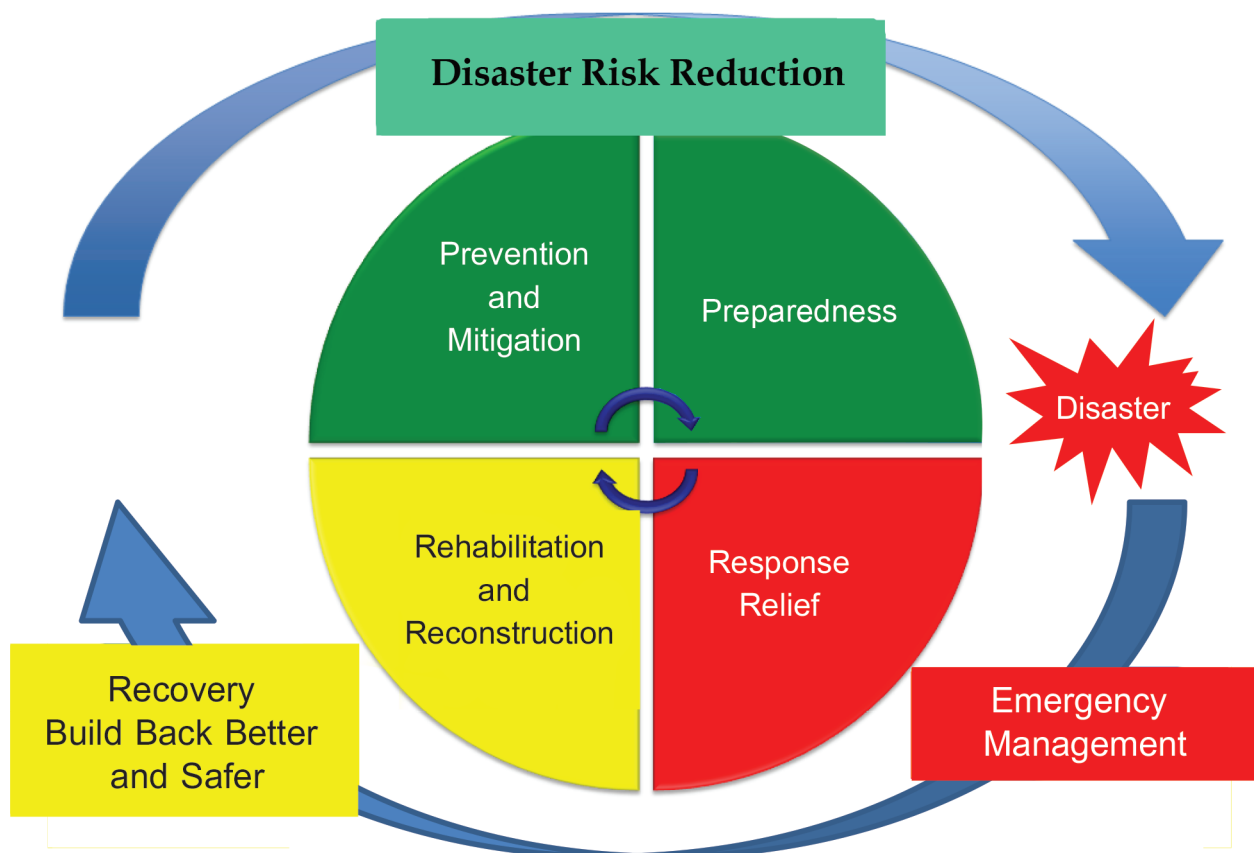 Disaster Risk Reduction
Prevention
and
Mitigation
Preparedness
Disaster
Rehabilitation
and
Reconstruction
Response
Relief
Recovery
Build Back Better
and Safer
Emergency
Management